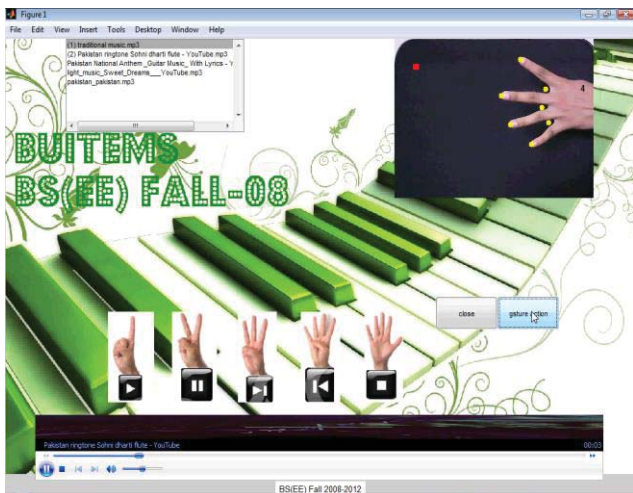 Figure 1
File Edit View Insert Tools Desktop Window Help
(1) traditional music.mp3
(2) Pakistan ringtone Sohni dharti flute - YouTube.mp3
Pakistan National Anthem _Guitar Music_ With Lyrics - Y
light_music_Sweet_Dreams___YouTube.mp3
pakistan_pakistan.mp3
4
BUITEMS
BS(EE) FALL-08
close
Pakistan ringtone Sohni dharti flute - YouTube
00:03
BS(EE) Fall 2008-2012